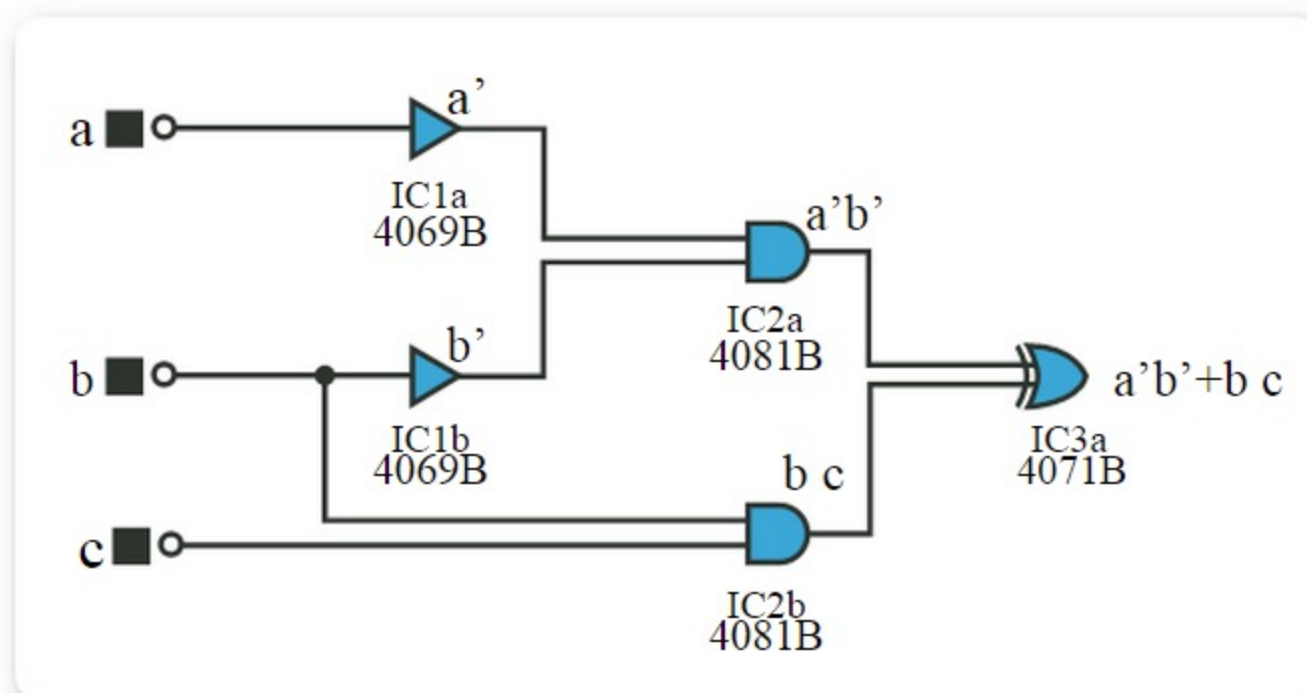 a
a’
IC1a
4069B
a’b’
IC2a
4081B
b
b’
IC1b
4069B
a’b’+b c
IC3a
4071B
b c
c
IC2b
4081B